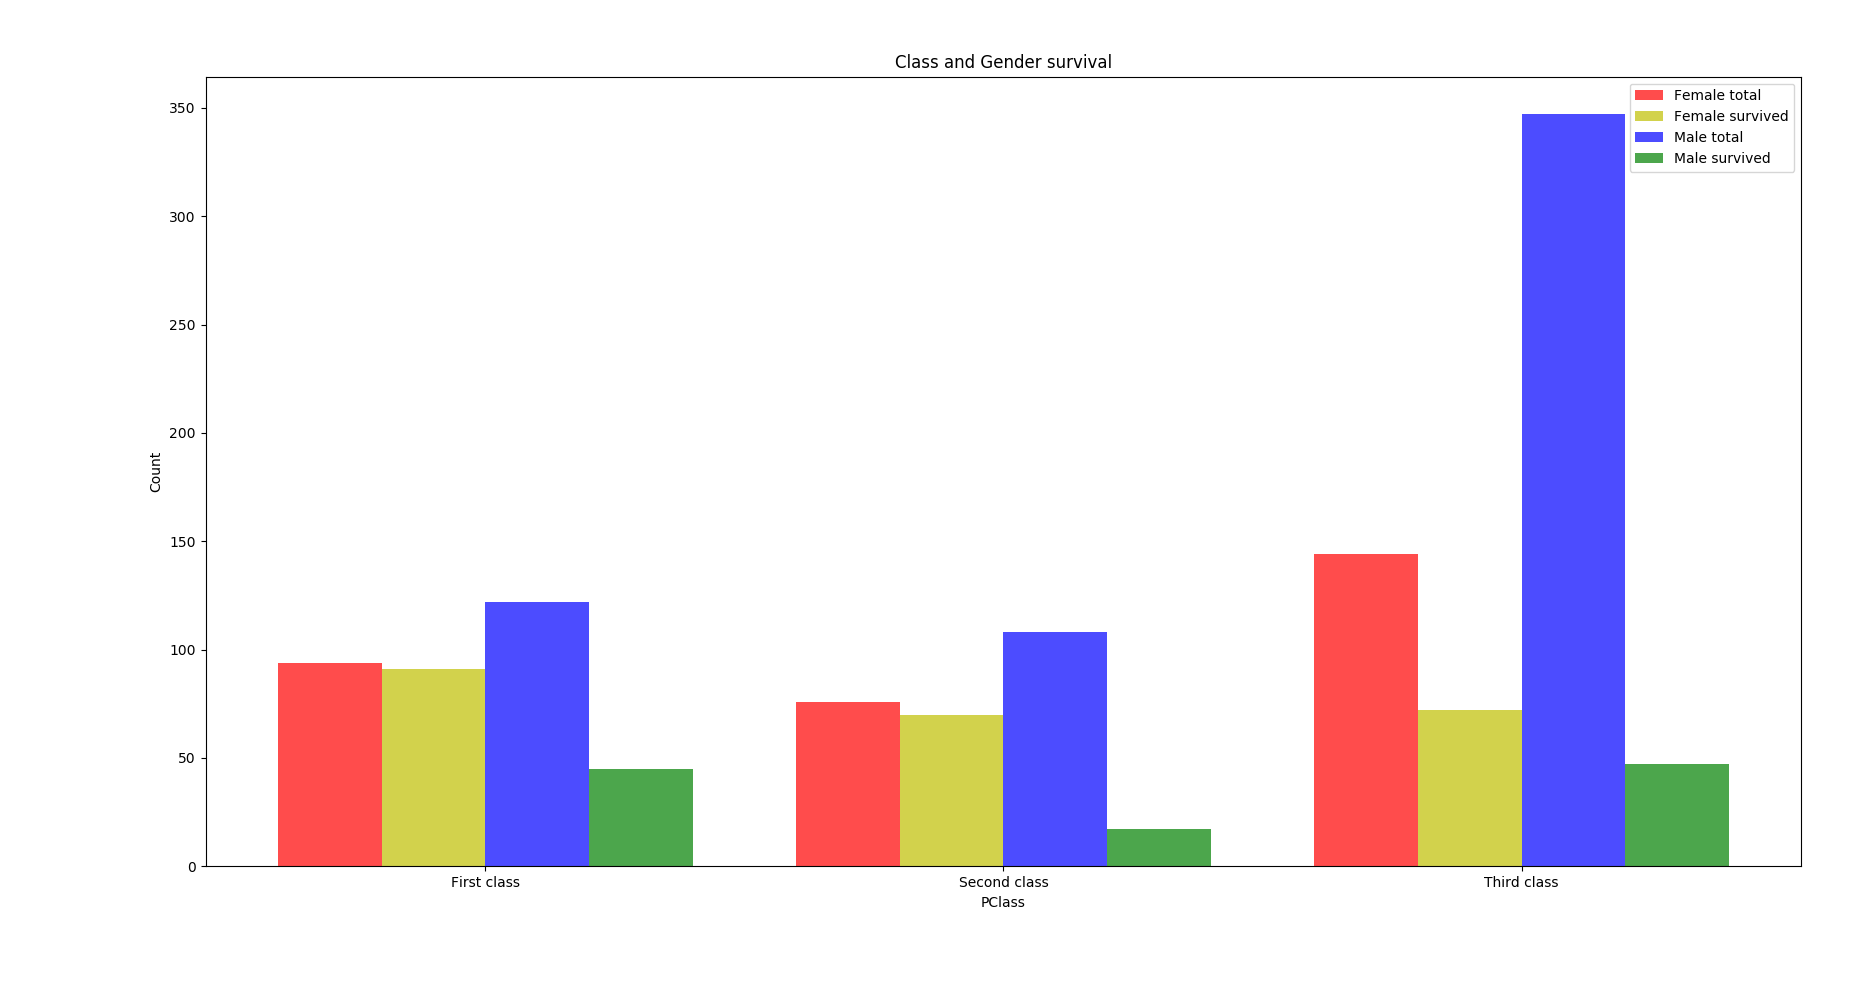 Class and Gender survival
350
300
250
200
150
100
50
0
Count
Female total
Female survived
Male total
Male survived
First class
Second class
Third class
PClass